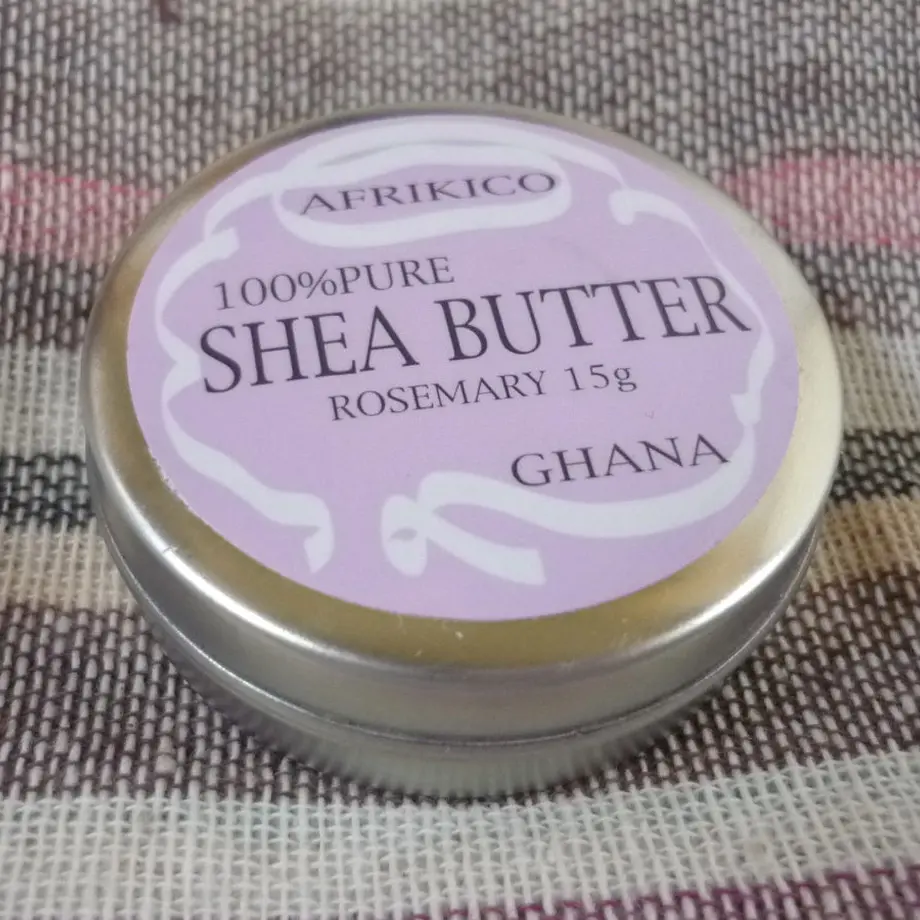 AFRIKICO
100%PURE
SHEA BUTTER
ROSEMARY 15g
GHANA